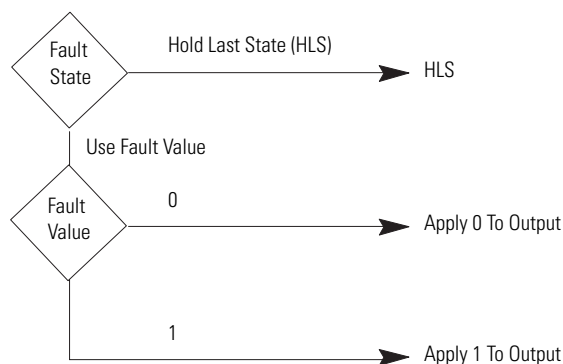 Fault
State
Hold Last State (HLS)
HLS
Use Fault Value
Fault
Value
0
Apply 0 To Output
1
Apply 1 To Output